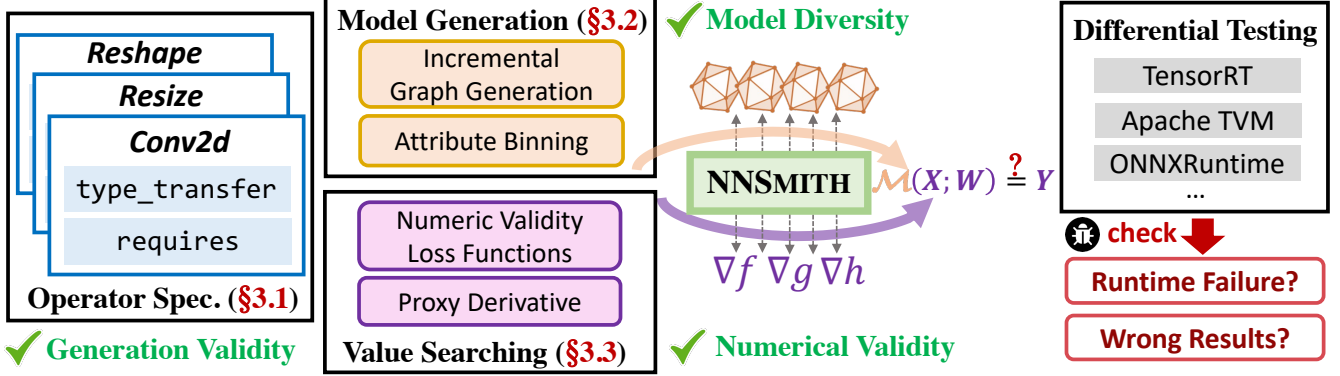 Reshape
Resize
Conv2d
type_transfer
requires
Operator Spec. (§3.1)
Generation Validity
Model Generation (§3.2)
Incremental
Graph Generation
Attribute Binning
Numeric Validity
Loss Functions
Proxy Derivative
Value Searching (§3.3)
Model Diversity
NNSMITH
ℳ(X;W) ≟ Y
∇f ∇g ∇h
Numerical Validity
Differential Testing
TensorRT
Apache TVM
ONNXRuntime
...
check
Runtime Failure?
Wrong Results?